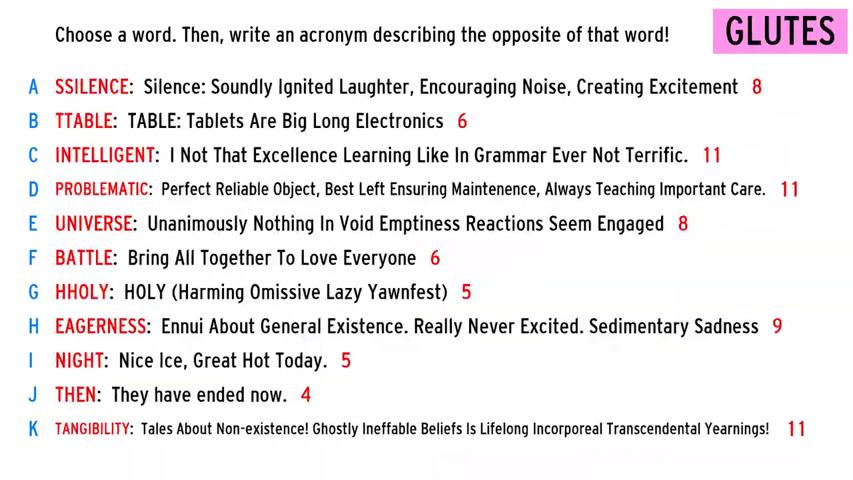 Choose a word. Then, write an acronym describing the opposite of that word!
GLUTES
A SSILENCE: Silence: Soundly Ignited Laughter, Encouraging Noise, Creating Excitement 8
B TTABLE: TABLE: Tablets Are Big Long Electronics 6
C INTELLIGENT: I Not That Excellence Learning Like In Grammar Ever Not Terrific. 11
D PROBLEMATIC: Perfect Reliable Object, Best Left Ensuring Maintenence, Always Teaching Important Care. 11
E UNIVERSE: Unanimously Nothing In Void Emptiness Reactions Seem Engaged 8
F BATTLE: Bring All Together To Love Everyone 6
G HHOLY: HOLY (Harming Omissive Lazy Yawnfest) 5
H EAGERNESS: Ennui About General Existence. Really Never Excited. Sedimentary Sadness 9
I NIGHT: Nice Ice, Great Hot Today. 5
J THEN: They have ended now. 4
K TANGIBILITY: Tales About Non-existence! Ghostly Ineffable Beliefs Is Lifelong Incorporeal Transcendental Yearnings! 11